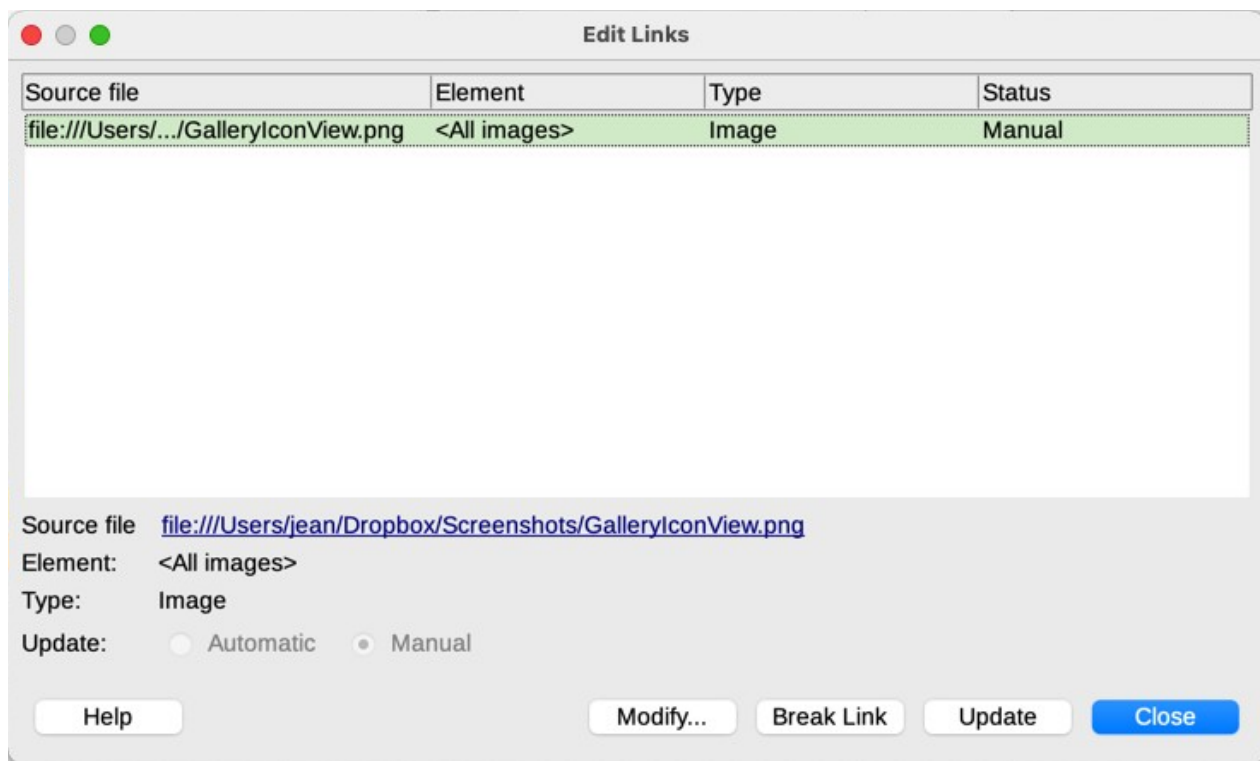 Edit Links
Source file Element Type Status
file:///Users/.../GalleryIconView.png <All images> Image Manual
Source file file:///Users/jean/Dropbox/Screenshots/GalleryIconView.png
Element: <All images>
Type: Image
Update: Automatic Manual
Help Modify... Break Link Update Close